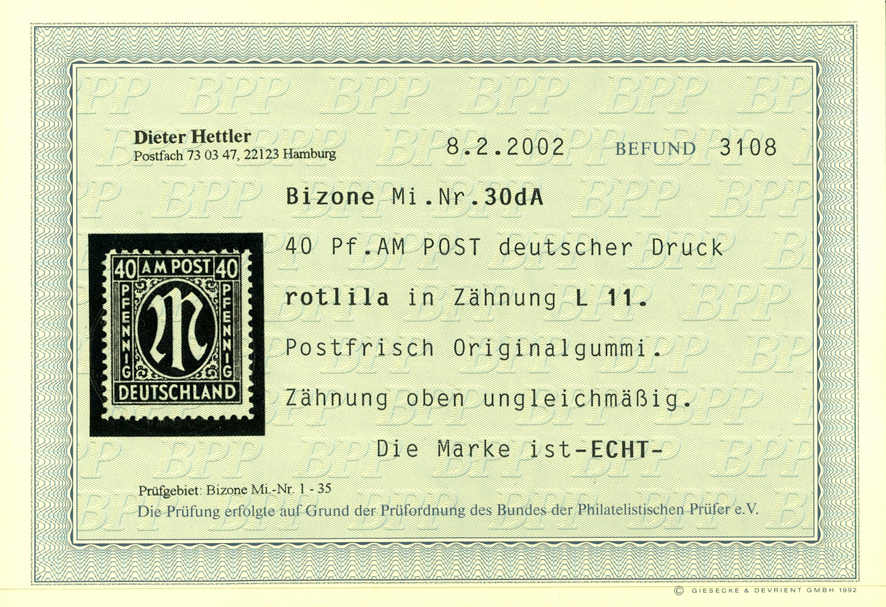 Dieter Hettler
Postfach 73 03 47, 22123 Hamburg
8.2.2002 BEFUND 3108
Bizone Mi.Nr.30dA
40 Pf.AM POST deutscher Druck
rotlila in Zähnung L 11.
Postfrisch Originalgummi.
Zähnung oben ungleichmäßig.
Die Marke ist-ECHT-
40 AM POST 40
PFENNIG
M
PFENNIG
DEUTSCHLAND
Prüfgebiet: Bizone Mi.-Nr. 1 - 35
Die Prüfung erfolgte auf Grund der Prüfordnung des Bundes der Philatelistischen Prüfer e.V.
BPP
© GIESECKE & DEVRIENT GMBH 1992